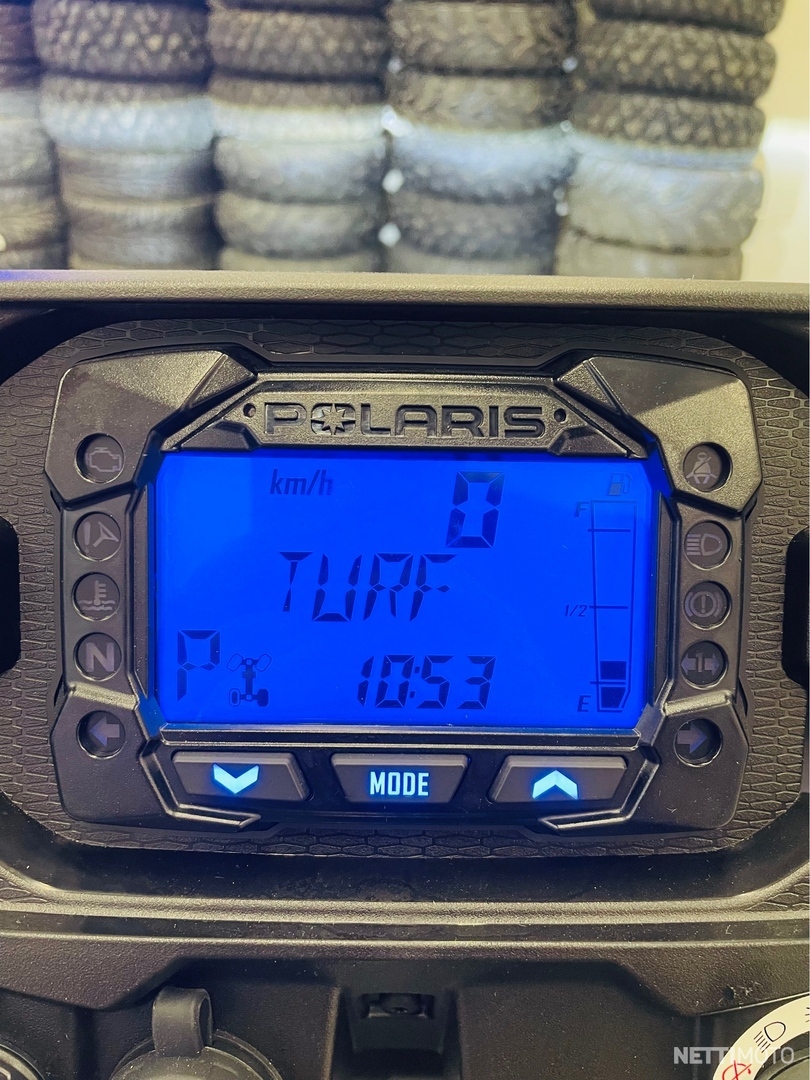 POLARIS
km/h 0
F
TURF
1/2
P 10:53
E
N
MODE
NETTIMOTO